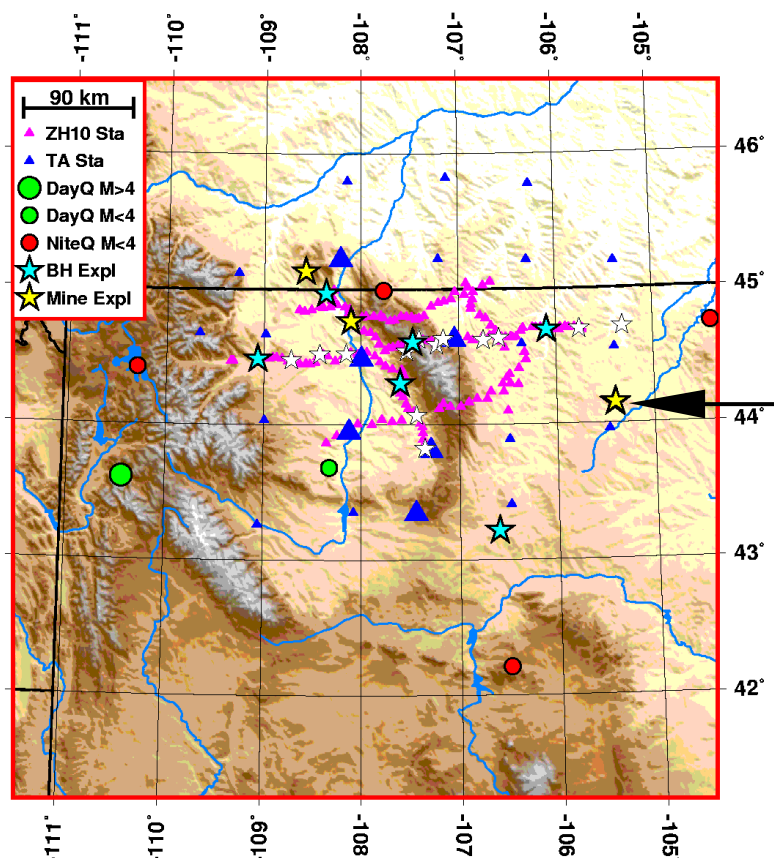 -111°
-110°
-109°
-108°
-107°
-106°
-105°
90 km
ZH10 Sta
TA Sta
DayQ M>4
DayQ M<4
NiteQ M<4
BH Expl
Mine Expl
46°
45°
44°
43°
42°
-111°
-110°
-109°
-108°
-107°
-106°
-105°